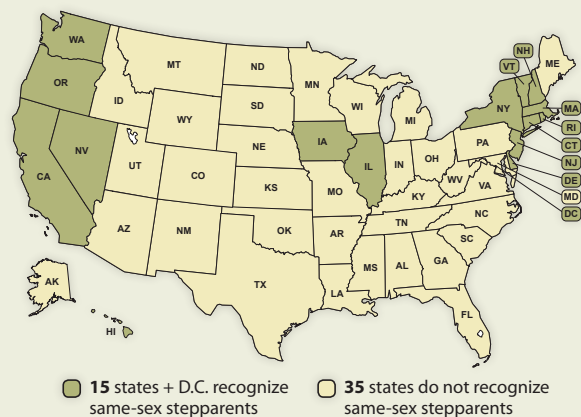 WA
OR
CA
NV
ID
MT
WY
UT
AZ
CO
NM
ND
SD
NE
KS
OK
TX
MN
IA
MO
AR
LA
WI
IL
MI
IN
OH
KY
TN
MS
AL
GA
FL
SC
NC
VA
WV
PA
NY
ME
NH
VT
MA
RI
CT
NJ
DE
MD
DC
AK
HI
15 states + D.C. recognize
same-sex stepparents
35 states do not recognize
same-sex stepparents